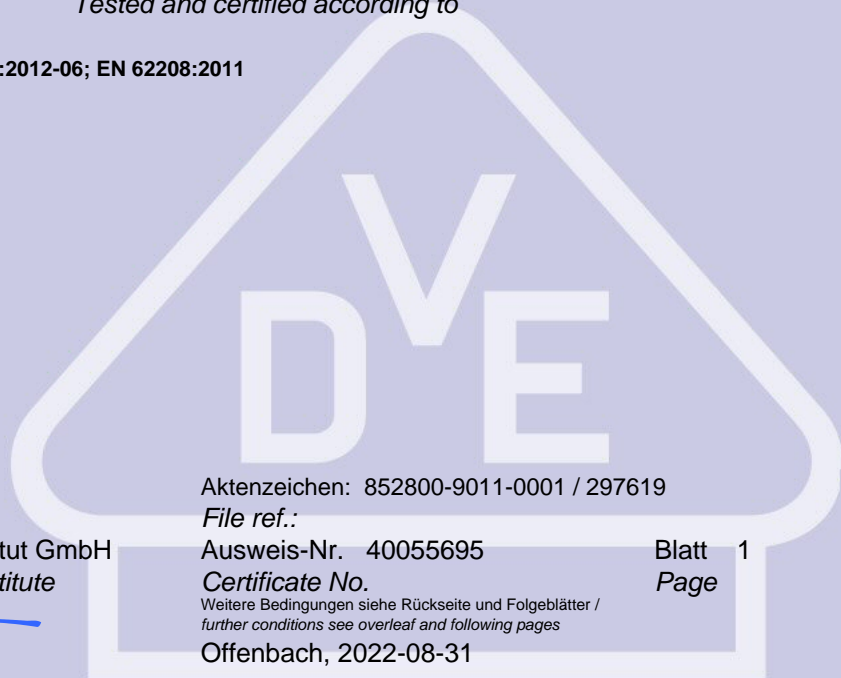 Tested and certified according to
:2012-06; EN 62208:2011
VDE
Aktenzeichen: 852800-9011-0001 / 297619
File ref.:
tut GmbH Ausweis-Nr. 40055695 Blatt 1
titute Certificate No. Page
Weitere Bedingungen siehe Rückseite und Folgeblätter /
further conditions see overleaf and following pages
Offenbach, 2022-08-31